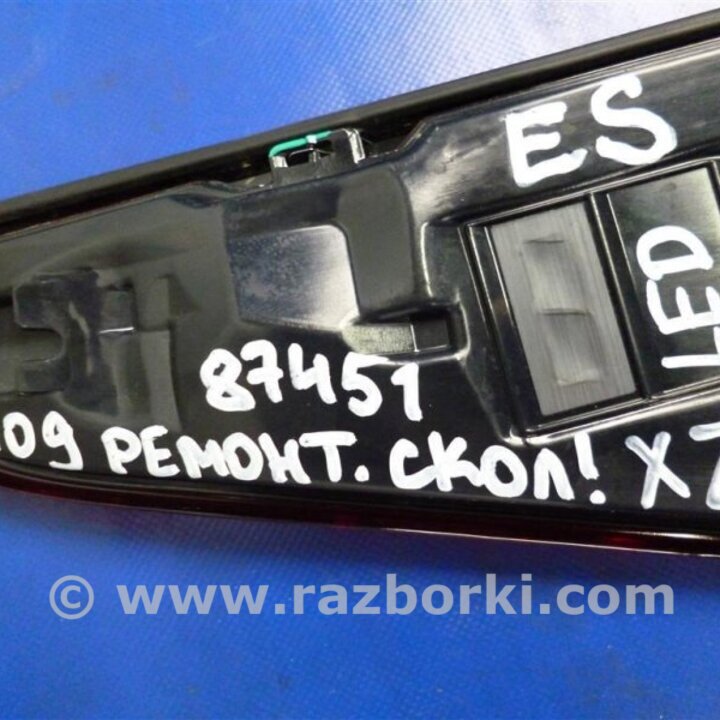 ES
LED
87451
09 РЕМОНТ. СКОЛ! X7
© www.razborki.com